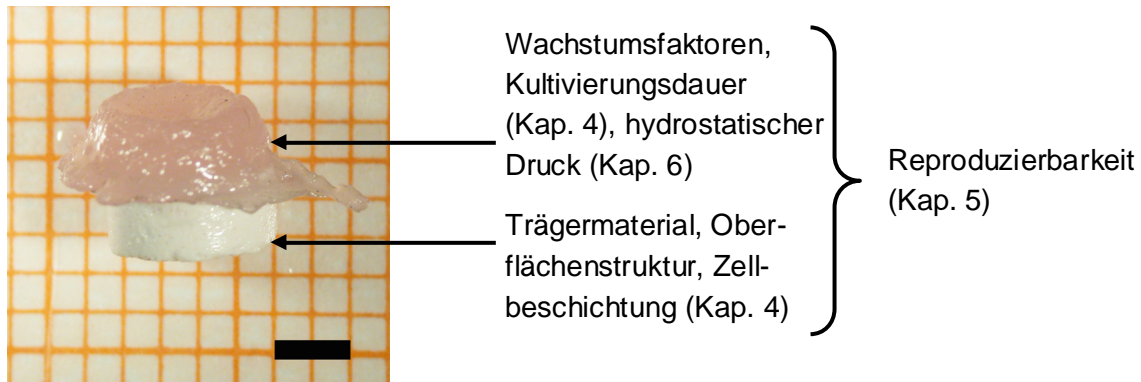 Wachstumsfaktoren,
Kultivierungsdauer
(Kap. 4), hydrostatischer
Druck (Kap. 6)
Trägermaterial, Ober-
flächenstruktur, Zell-
beschichtung (Kap. 4)
Reproduzierbarkeit
(Kap. 5)